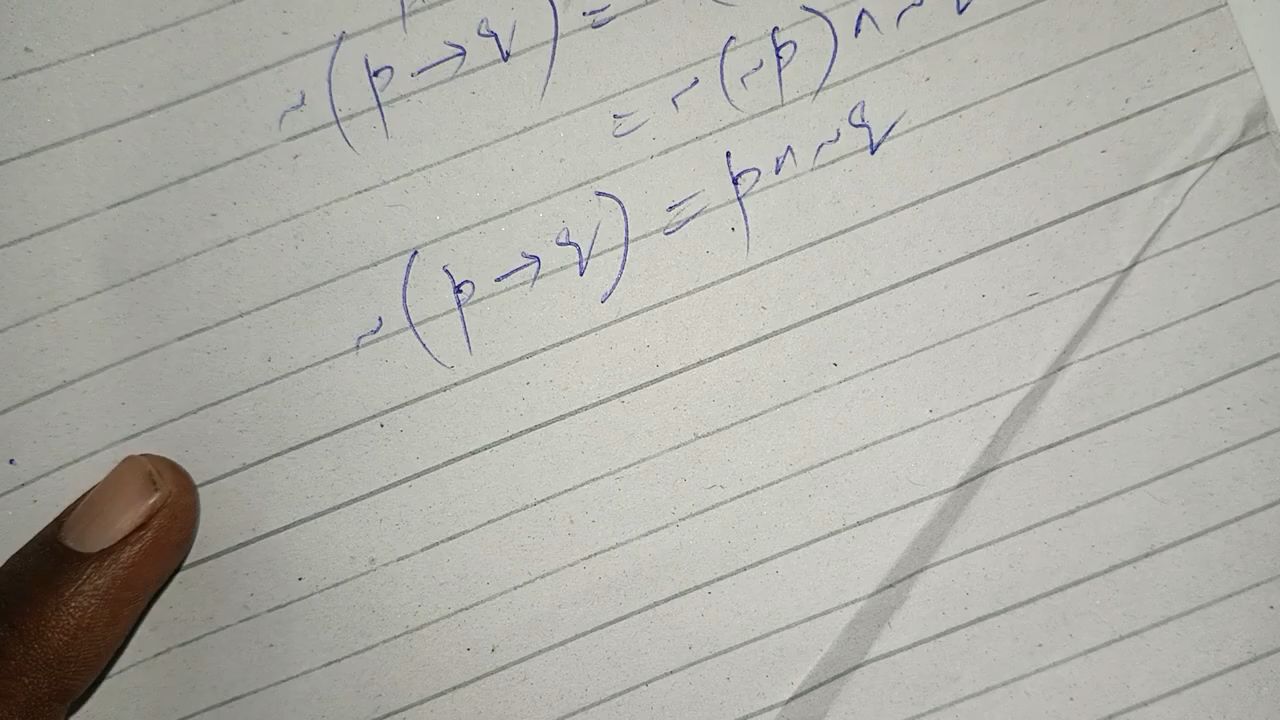 ~(p→q) =
= ~(~p)∧~q
~(p→q) = p∧~q